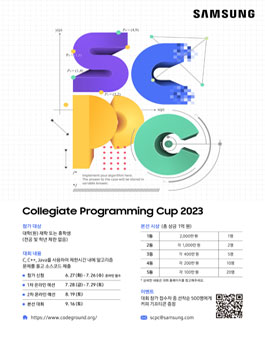 SAMSUNG
SCPC
Implement your algorithm here.
The answer to the case will be stored in
variable Answer.
Collegiate Programming Cup 2023
참가 대상
대학(원) 재학 또는 휴학생
(전공 및 학년 제한 없음)
대회 내용
C,C++,Java를 사용하여 제한시간 내에 알고리즘
문제를 풀고 소스코드 제출
참가 신청 6. 27 (화) - 7. 26 (수)
1차 온라인 예선 7. 28 (금) - 7. 29 (토)
2차 온라인 예선 8. 19 (토)
본선 대회 9. 16 (토)
본선 시상 (총 상금 1억 원)
1등 2,000만 원 1명
2등 각 1,000만 원 2명
3등 각 400만 원
4등 각 200만 원
5등 각 100만 원 20명
이벤트
대회 참가 접수자 중 선착순 500명에게
커피 기프티콘 증정
https://www.codeground.org/
scpc@samsung.com